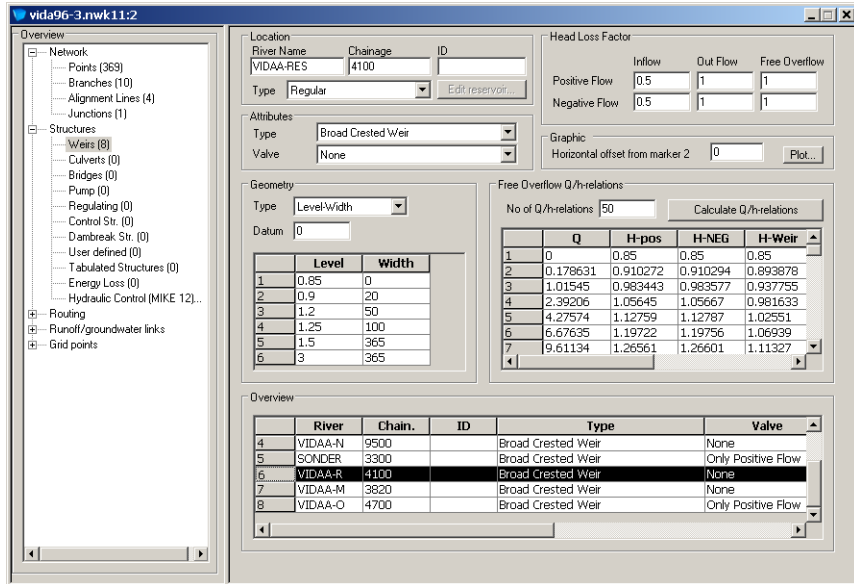 vida96-3.nwk11:2
Overview
Network
Points (369)
Branches (10)
Alignment Lines (4)
Junctions (1)
Structures
Weirs (8)
Culverts (0)
Bridges (0)
Pump (0)
Regulating (0)
Control Str. (0)
Dambreak Str. (0)
User defined (0)
Tabulated Structures (0)
Energy Loss (0)
Hydraulic Control (MIKE 12)...
Routing
Runoff/groundwater links
Grid points
Location
River Name Chainage ID
VIDAA-RES 4100
Type Regular Edit reservoir...
Head Loss Factor
Inflow Out Flow Free Overflow
Positive Flow 0.5 1 1
Negative Flow 0.5 1 1
Attributes
Type Broad Crested Weir
Valve None
Graphic
Horizontal offset from marker 2 0 Plot...
Geometry
Type Level-Width
Datum 0
Level Width
1 0.85 0
2 0.9 20
3 1.2 50
4 1.25 100
5 1.5 365
6 3 365
Free Overflow Q/h-relations
No of Q/h-relations 50 Calculate Q/h-relations
Q H-pos H-NEG H-Weir
1 0 0.85 0.85 0.85
2 0.178631 0.910272 0.910294 0.893878
3 1.01545 0.983443 0.983577 0.937755
4 2.39206 1.05645 1.05667 0.981633
5 4.27574 1.12759 1.12787 1.02551
6 6.67635 1.19722 1.19756 1.06939
7 9.61134 1.26561 1.26601 1.11327
Overview
River Chain. ID Type Valve
4 VIDAA-N 9500 Broad Crested Weir None
5 SONDER 3300 Broad Crested Weir Only Positive Flow
6 VIDAA-R 4100 Broad Crested Weir None
7 VIDAA-M 3820 Broad Crested Weir None
8 VIDAA-O 4700 Broad Crested Weir Only Positive Flow